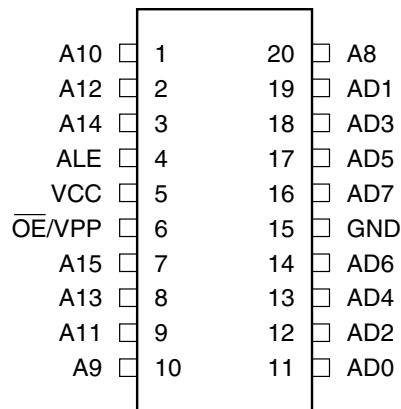 A10 1 20 A8
A12 2 19 AD1
A14 3 18 AD3
ALE 4 17 AD5
VCC 5 16 AD7
O̅E̅/VPP 6 15 GND
A15 7 14 AD6
A13 8 13 AD4
A11 9 12 AD2
A9 10 11 AD0